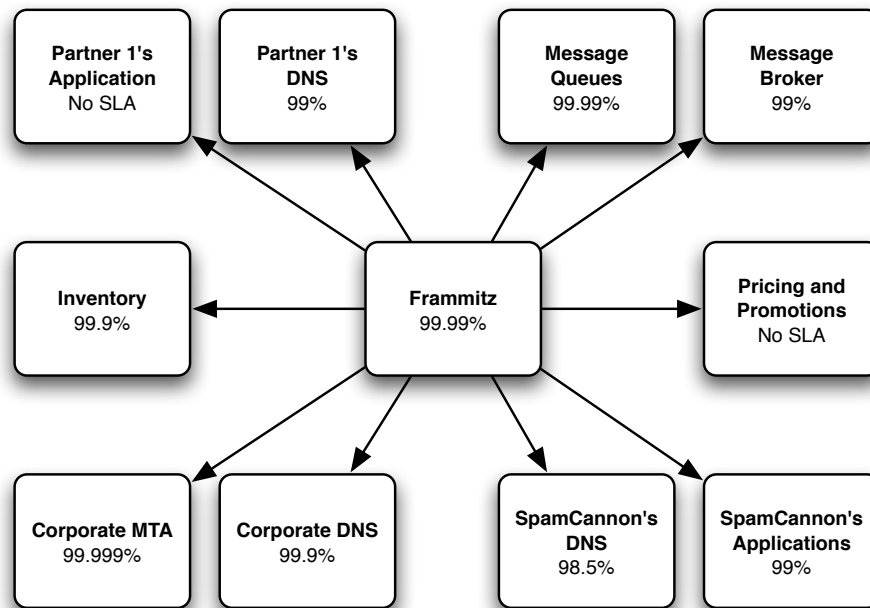 Partner 1's
Application
No SLA
Partner 1's
DNS
99%
Message
Queues
99.99%
Message
Broker
99%
Inventory
99.9%
Frammitz
99.99%
Pricing and
Promotions
No SLA
Corporate MTA
99.999%
Corporate DNS
99.9%
SpamCannon's
DNS
98.5%
SpamCannon's
Applications
99%